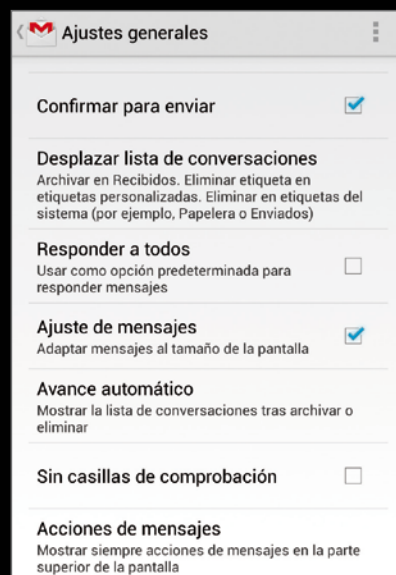 Ajustes generales
Confirmar para enviar
Desplazar lista de conversaciones
Archivar en Recibidos. Eliminar etiqueta en
etiquetas personalizadas. Eliminar en etiquetas del
sistema (por ejemplo, Papelera o Enviados)
Responder a todos
Usar como opción predeterminada para
responder mensajes
Ajuste de mensajes
Adaptar mensajes al tamaño de la pantalla
Avance automático
Mostrar la lista de conversaciones tras archivar o
eliminar
Sin casillas de comprobación
Acciones de mensajes
Mostrar siempre acciones de mensajes en la parte
superior de la pantalla